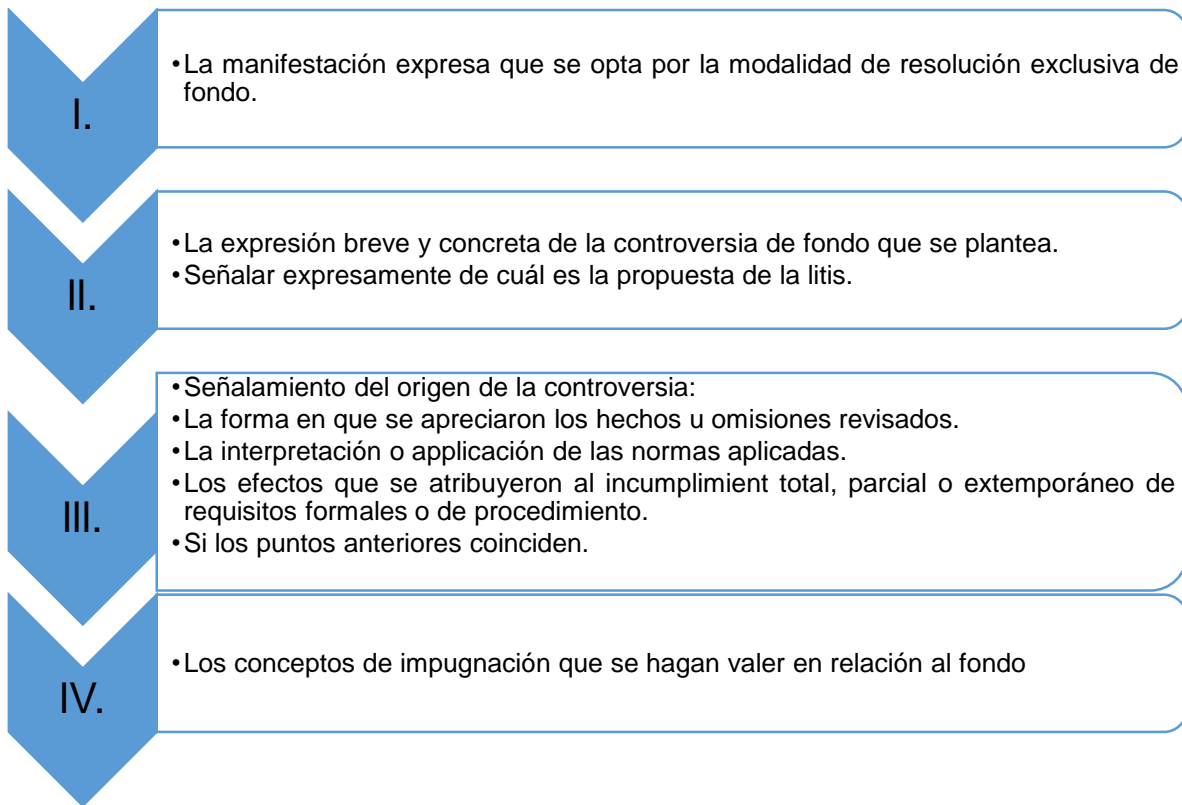 I.
•La manifestación expresa que se opta por la modalidad de resolución exclusiva de
fondo.
II.
•La expresión breve y concreta de la controversia de fondo que se plantea.
•Señalar expresamente de cuál es la propuesta de la litis.
III.
•Señalamiento del origen de la controversia:
•La forma en que se apreciaron los hechos u omisiones revisados.
•La interpretación o applicación de las normas aplicadas.
•Los efectos que se atribuyeron al incumplimient total, parcial o extemporáneo de
requisitos formales o de procedimiento.
•Si los puntos anteriores coinciden.
IV.
•Los conceptos de impugnación que se hagan valer en relación al fondo